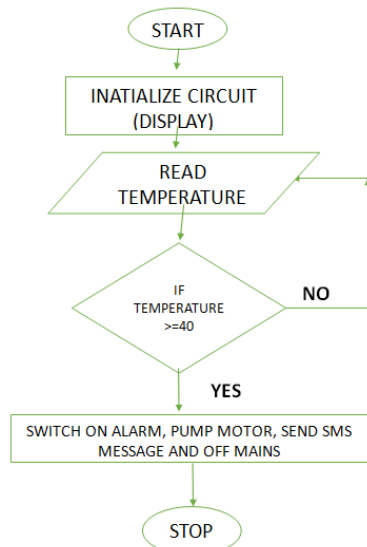 START
INATIALIZE CIRCUIT
(DISPLAY)
READ
TEMPERATURE
IF
TEMPERATURE
>=40
NO
YES
SWITCH ON ALARM, PUMP MOTOR, SEND SMS
MESSAGE AND OFF MAINS
STOP